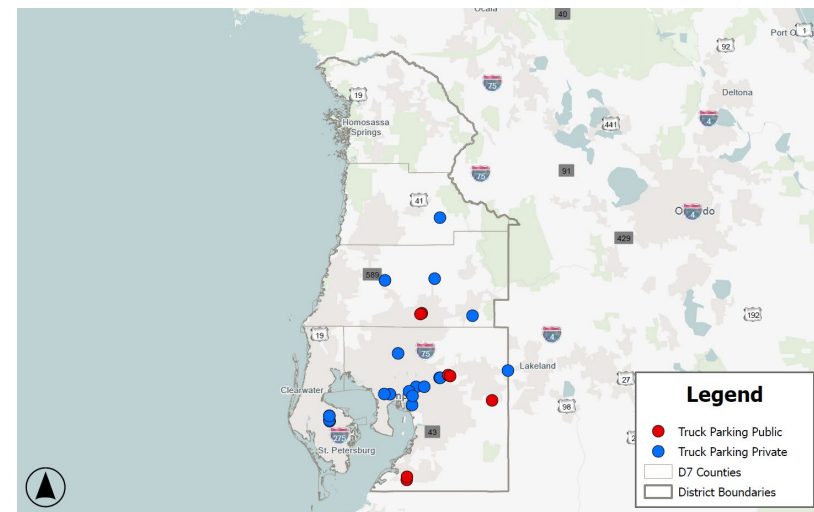 Ocala
40
Port O
1
92
75
Deltona
19
4
Homosassa
Springs
441
75
91
41
Orlando
4
429
589
192
19
75
4
Lakeland
27
Clearwater
98
43
275
St. Petersburg
Legend
Truck Parking Public
Truck Parking Private
D7 Counties
District Boundaries